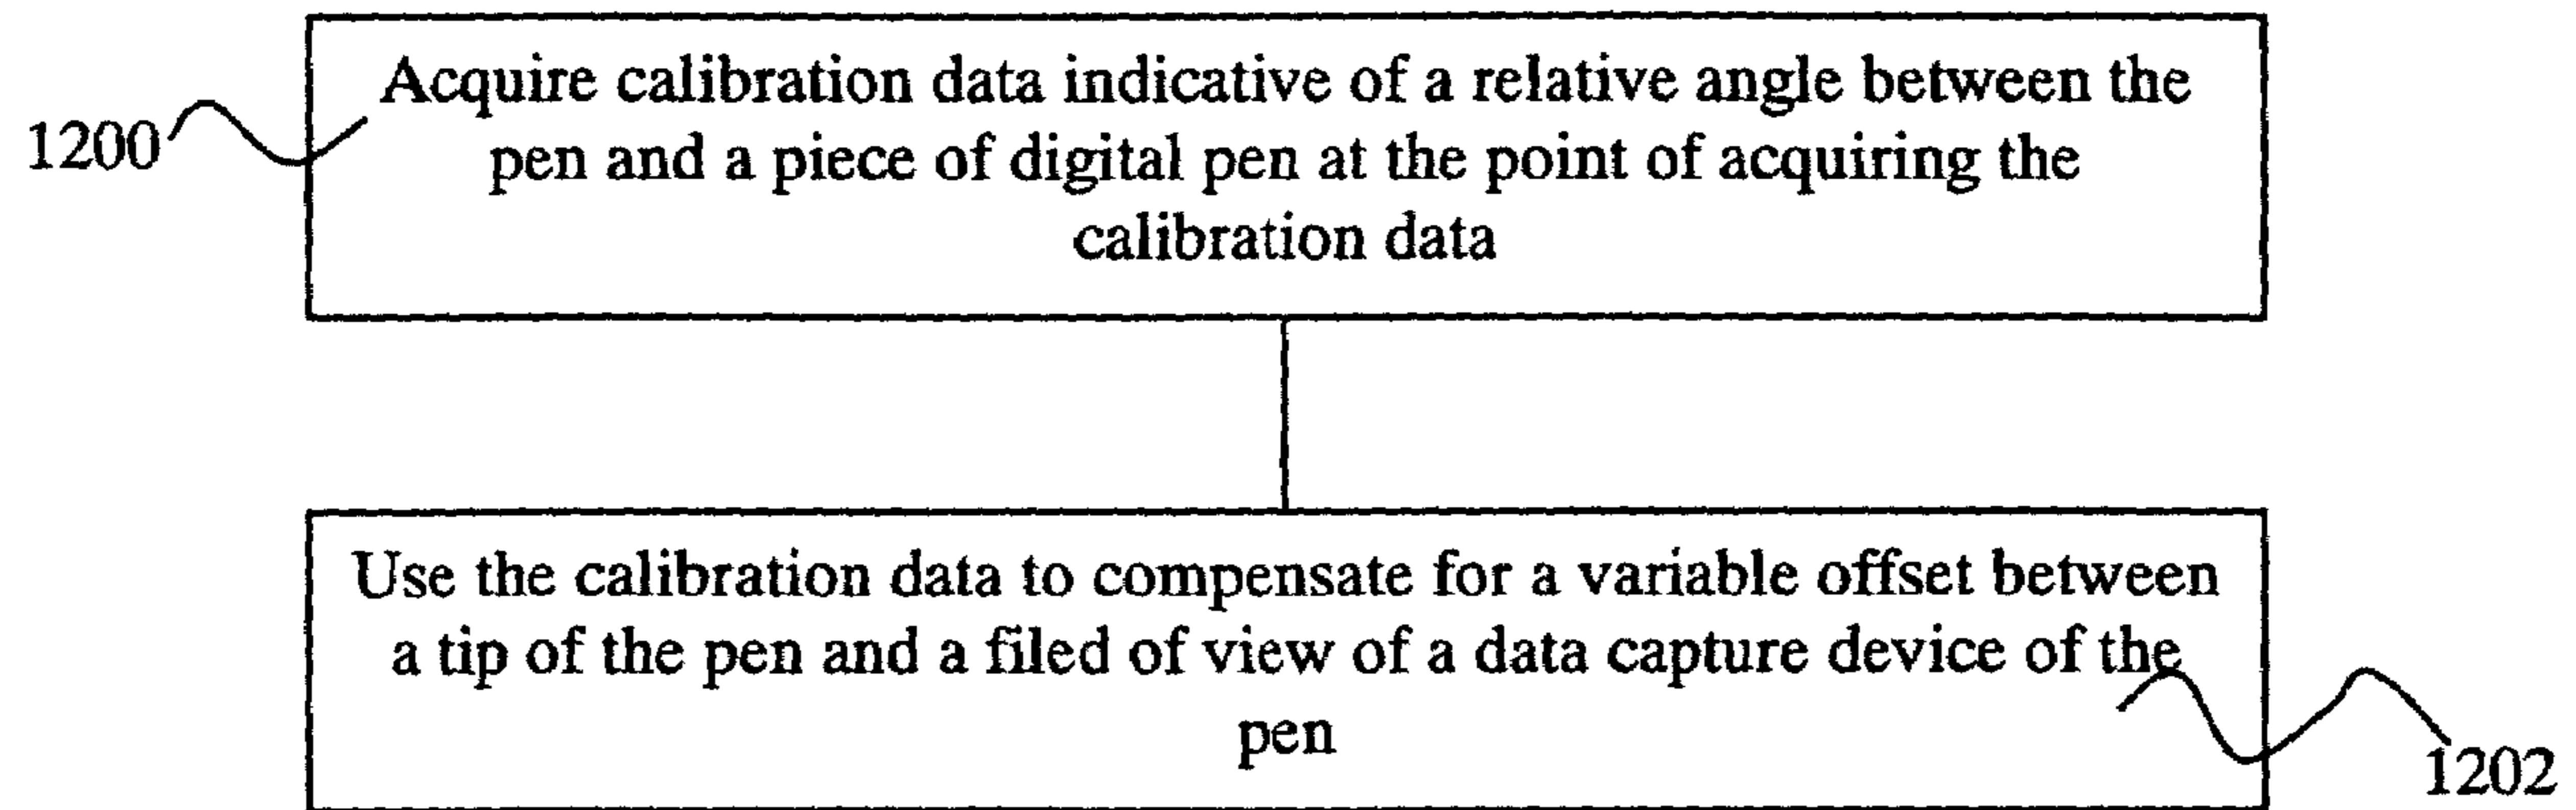 Acquire calibration data indicative of a relative angle between the
1200
pen and a piece of digital pen at the point of acquiring the
calibration data
Use the calibration data to compensate for a variable offset between
a tip of the pen and a filed of view of a data capture device of the
pen
1202